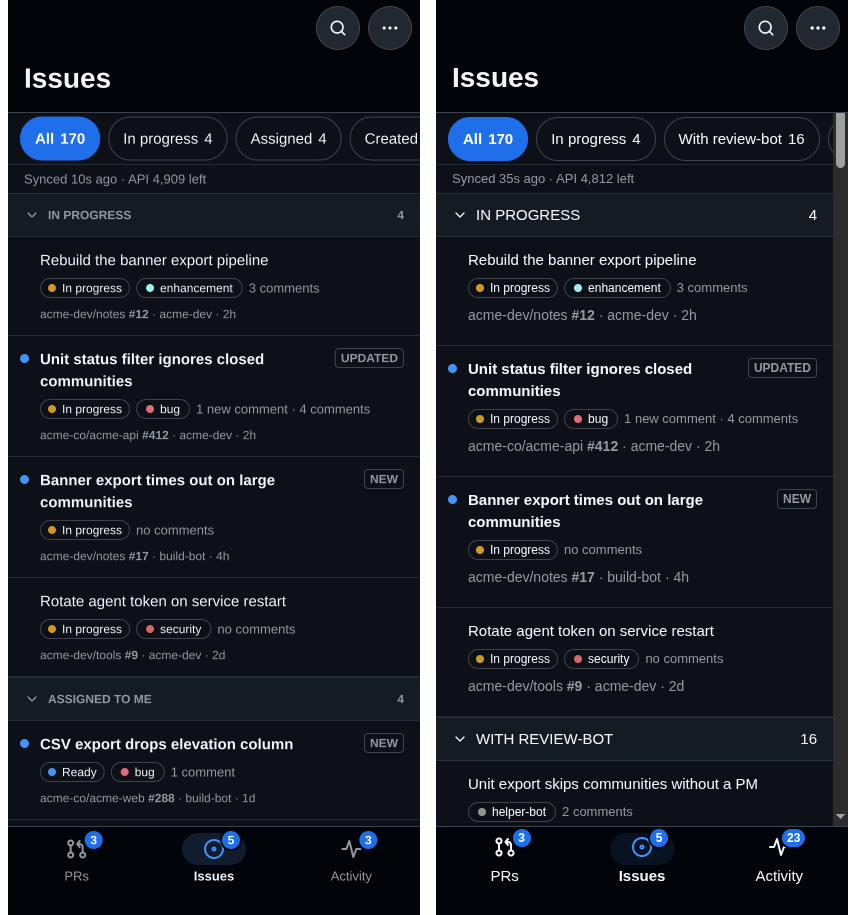 Issues
All 170 In progress 4 Assigned 4 Created
Synced 10s ago · API 4,909 left
IN PROGRESS 4
Rebuild the banner export pipeline
In progress enhancement 3 comments
acme-dev/notes #12 · acme-dev · 2h
Unit status filter ignores closed UPDATED
communities
In progress bug 1 new comment · 4 comments
acme-co/acme-api #412 · acme-dev · 2h
Banner export times out on large NEW
communities
In progress no comments
acme-dev/notes #17 · build-bot · 4h
Rotate agent token on service restart
In progress security no comments
acme-dev/tools #9 · acme-dev · 2d
ASSIGNED TO ME 4
CSV export drops elevation column NEW
Ready bug 1 comment
acme-co/acme-web #288 · build-bot · 1d
3 5 3
PRs Issues Activity
Issues
All 170 In progress 4 With review-bot 16
Synced 35s ago · API 4,812 left
IN PROGRESS 4
Rebuild the banner export pipeline
In progress enhancement 3 comments
acme-dev/notes #12 · acme-dev · 2h
Unit status filter ignores closed UPDATED
communities
In progress bug 1 new comment · 4 comments
acme-co/acme-api #412 · acme-dev · 2h
Banner export times out on large NEW
communities
In progress no comments
acme-dev/notes #17 · build-bot · 4h
Rotate agent token on service restart
In progress security no comments
acme-dev/tools #9 · acme-dev · 2d
WITH REVIEW-BOT 16
Unit export skips communities without a PM
helper-bot 2 comments
3 5 23
PRs Issues Activity